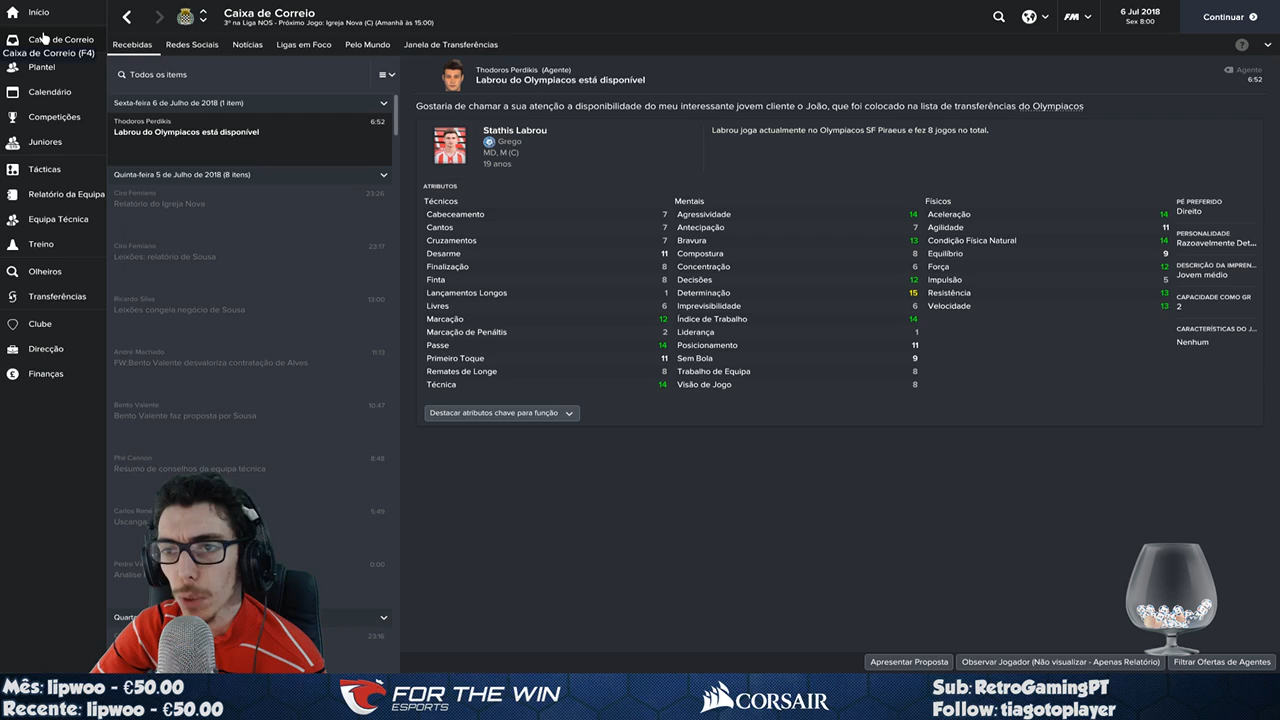 Início
Caixa de Correio
Caixa de Correio (F4)
Plantel
Calendário
Competições
Juniores
Tácticas
Relatório da Equipa
Equipa Técnica
Treino
Olheiros
Transferências
Clube
Direcção
Finanças
Caixa de Correio
3º na Liga NOS - Próximo Jogo: Igreja Nova (C) (Amanhã às 15:00)
FM
6 Jul 2018
Sex 8:00
Continuar
Recebidas Redes Sociais Notícias Ligas em Foco Pelo Mundo Janela de Transferências
Todos os items
Sexta-feira 6 de Julho de 2018 (1 item)
Thodoros Perdikis 6:52
Labrou do Olympiacos está disponível
Quinta-feira 5 de Julho de 2018 (8 itens)
Ciro Femiano 23:26
Relatório do Igreja Nova
Ciro Femiano 23:17
Leixões: relatório de Sousa
Ricardo Silva 13:00
Leixões congela negócio de Sousa
André Machado 11:13
FW:Bento Valente desvaloriza contratação de Alves
Bento Valente 10:47
Bento Valente faz proposta por Sousa
Phil Cannon 8:48
Resumo de conselhos da equipa técnica
Carlos René 5:49
Uscanga
0:00
23:16
Thodoros Perdikis (Agente)
Labrou do Olympiacos está disponível
Agente
6:52
Gostaria de chamar a sua atenção a disponibilidade do meu interessante jovem cliente o João, que foi colocado na lista de transferências do Olympiacos
Stathis Labrou
Grego
MD, M (C)
19 anos
Labrou joga actualmente no Olympiacos SF Piraeus e fez 8 jogos no total.
ATRIBUTOS
Técnicos
Cabeceamento 7
Cantos 7
Cruzamentos 7
Desarme 11
Finalização 8
Finta 8
Lançamentos Longos 1
Livres 6
Marcação 12
Marcação de Penáltis 2
Passe 14
Primeiro Toque 11
Remates de Longe 8
Técnica 14
Mentais
Agressividade 14
Antecipação 7
Bravura 13
Compostura 8
Concentração 6
Decisões 12
Determinação 15
Imprevisibilidade 6
Índice de Trabalho 14
Liderança 1
Posicionamento 11
Sem Bola 9
Trabalho de Equipa 8
Visão de Jogo 8
Físicos
Aceleração 14
Agilidade 11
Condição Física Natural 14
Equilíbrio 9
Força 12
Impulsão 5
Resistência 13
Velocidade 13
PÉ PREFERIDO
Direito
PERSONALIDADE
Razoavelmente Det...
DESCRIÇÃO DA IMPREN...
Jovem médio
CAPACIDADE COMO GR
2
CARACTERÍSTICAS DO J...
Nenhum
Destacar atributos chave para função
Apresentar Proposta Observar Jogador (Não visualizar - Apenas Relatório) Filtrar Ofertas de Agentes
Mês: lipwoo - €50.00
Recente: lipwoo - €50.00
FOR THE WIN
ESPORTS
CORSAIR
Sub: RetroGamingPT
Follow: tiagotoplayer